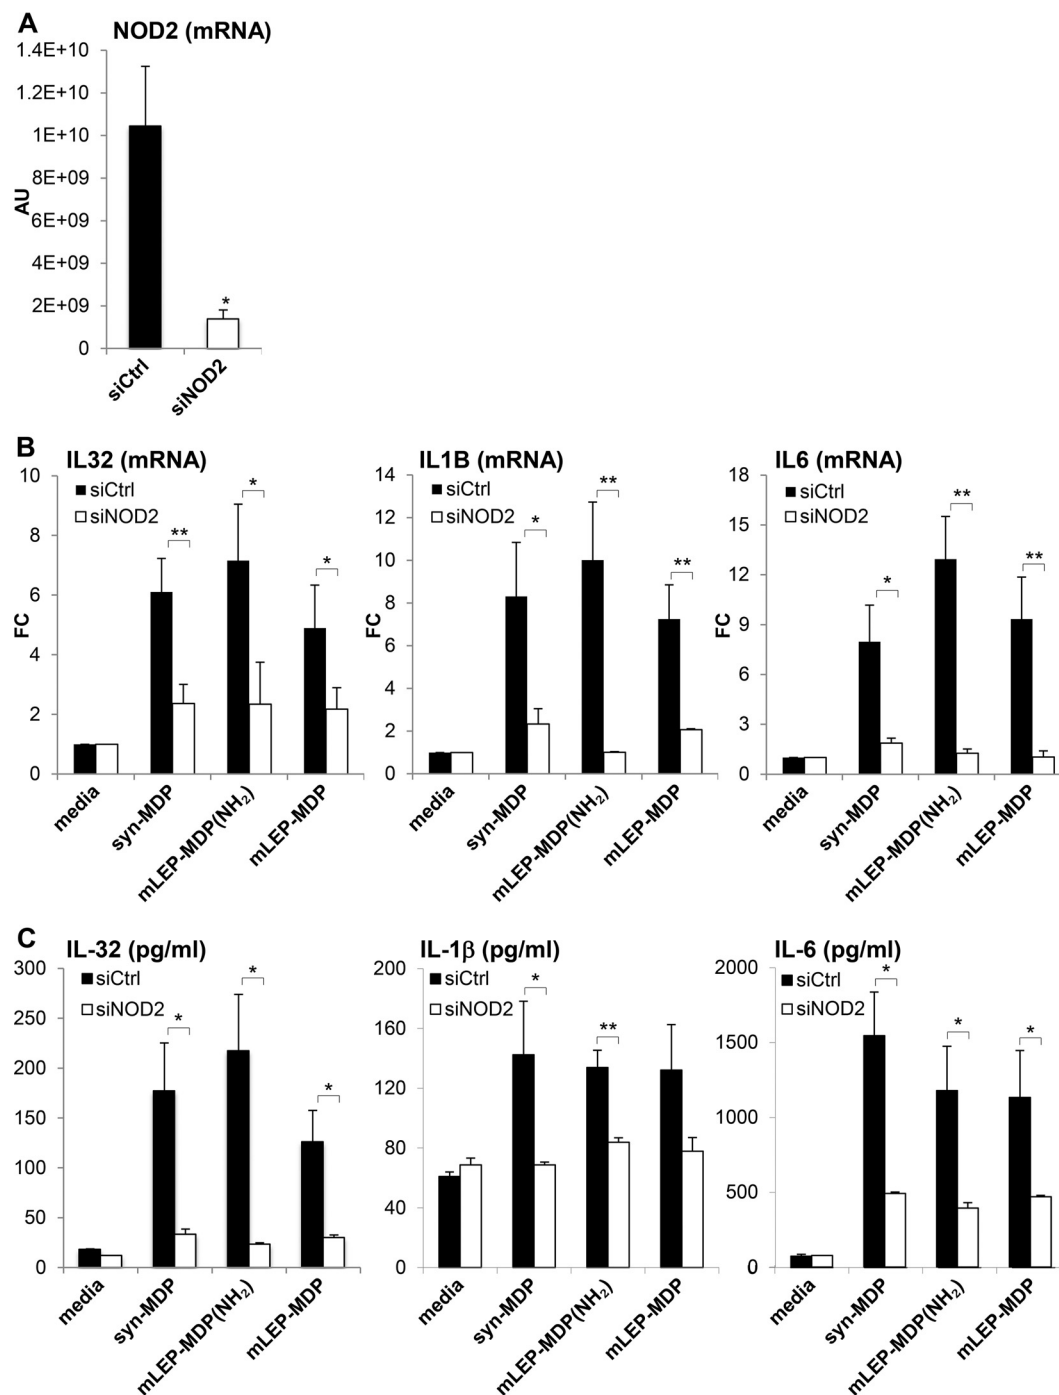 A
NOD2 (mRNA)
1.4E+10
1.2E+10
1E+10
8E+09
6E+09
4E+09
2E+09
0
AU
*
siCtrl
siNOD2
B
IL32 (mRNA)
10
8
6
4
2
0
FC
siCtrl
siNOD2
**
*
*
media
syn-MDP
mLEP-MDP(NH₂)
mLEP-MDP
IL1B (mRNA)
14
12
10
8
6
4
2
0
FC
siCtrl
siNOD2
*
**
**
media
syn-MDP
mLEP-MDP(NH₂)
mLEP-MDP
IL6 (mRNA)
18
15
12
9
6
3
0
FC
siCtrl
siNOD2
*
**
**
media
syn-MDP
mLEP-MDP(NH₂)
mLEP-MDP
C
IL-32 (pg/ml)
300
250
200
150
100
50
0
siCtrl
siNOD2
*
*
*
media
syn-MDP
mLEP-MDP(NH₂)
mLEP-MDP
IL-1β (pg/ml)
200
160
120
80
40
0
siCtrl
siNOD2
*
**
media
syn-MDP
mLEP-MDP(NH₂)
mLEP-MDP
IL-6 (pg/ml)
2000
1500
1000
500
0
siCtrl
siNOD2
*
*
*
media
syn-MDP
mLEP-MDP(NH₂)
mLEP-MDP